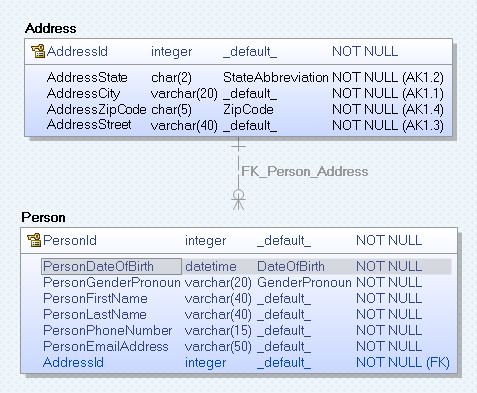 Address
AddressId integer _default_ NOT NULL
AddressState char(2) StateAbbreviation NOT NULL (AK1.2)
AddressCity varchar(20) _default_ NOT NULL (AK1.1)
AddressZipCode char(5) ZipCode NOT NULL (AK1.4)
AddressStreet varchar(40) _default_ NOT NULL (AK1.3)
FK_Person_Address
Person
PersonId integer _default_ NOT NULL
PersonDateOfBirth datetime DateOfBirth NOT NULL
PersonGenderPronoun varchar(20) GenderPronoun NOT NULL
PersonFirstName varchar(40) _default_ NOT NULL
PersonLastName varchar(40) _default_ NOT NULL
PersonPhoneNumber varchar(15) _default_ NOT NULL
PersonEmailAddress varchar(50) _default_ NOT NULL
AddressId integer _default_ NOT NULL (FK)